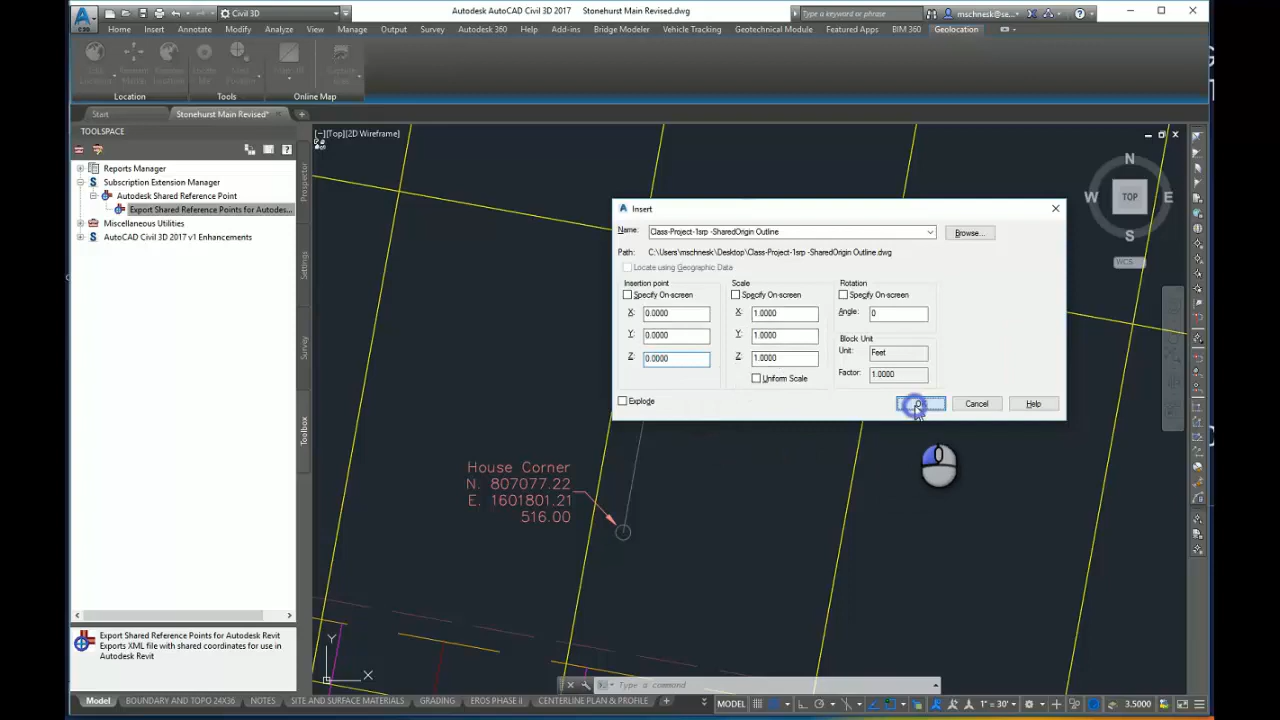 Civil 3D
Autodesk AutoCAD Civil 3D 2017
Stonehurst Main Revised.dwg
Type a keyword or phrase
mschnesk@se...
Home Insert Annotate Modify Analyze View Manage Output Survey Autodesk 360 Help Add-ins Bridge Modeler Vehicle Tracking Geotechnical Module Featured Apps BIM 360 Geolocation
Location
Tools
Online Map
Start
Stonehurst Main Revised*
TOOLSPACE
[−][Top][2D Wireframe]
Reports Manager
Subscription Extension Manager
Autodesk Shared Reference Point
Export Shared Reference Points for Autodes...
Miscellaneous Utilities
AutoCAD Civil 3D 2017 v1 Enhancements
Prospector
Settings
Survey
Toolbox
N
W
TOP
E
S
WCS
Insert
Name:
Class-Project-1srp -SharedOrigin Outline
Browse...
Path:
C:\Users\mschnesk\Desktop\Class-Project-1srp -SharedOrigin Outline.dwg
Locate using Geographic Data
Insertion point
Specify On-screen
X: 0.0000
Y: 0.0000
Z: 0.0000
Scale
Specify On-screen
X: 1.0000
Y: 1.0000
Z: 1.0000
Uniform Scale
Rotation
Specify On-screen
Angle: 0
Block Unit
Unit: Feet
Factor: 1.0000
Explode
Cancel
Help
House Corner
N. 807077.22
E. 1601801.21
516.00
Y
X
Export Shared Reference Points for Autodesk Revit
Exports XML file with shared coordinates for use in
Autodesk Revit
Type a command
Model BOUNDARY AND TOPO 24X36 NOTES SITE AND SURFACE MATERIALS GRADING EROS PHASE II CENTERLINE PLAN & PROFILE
MODEL
1" = 30'
3.5000